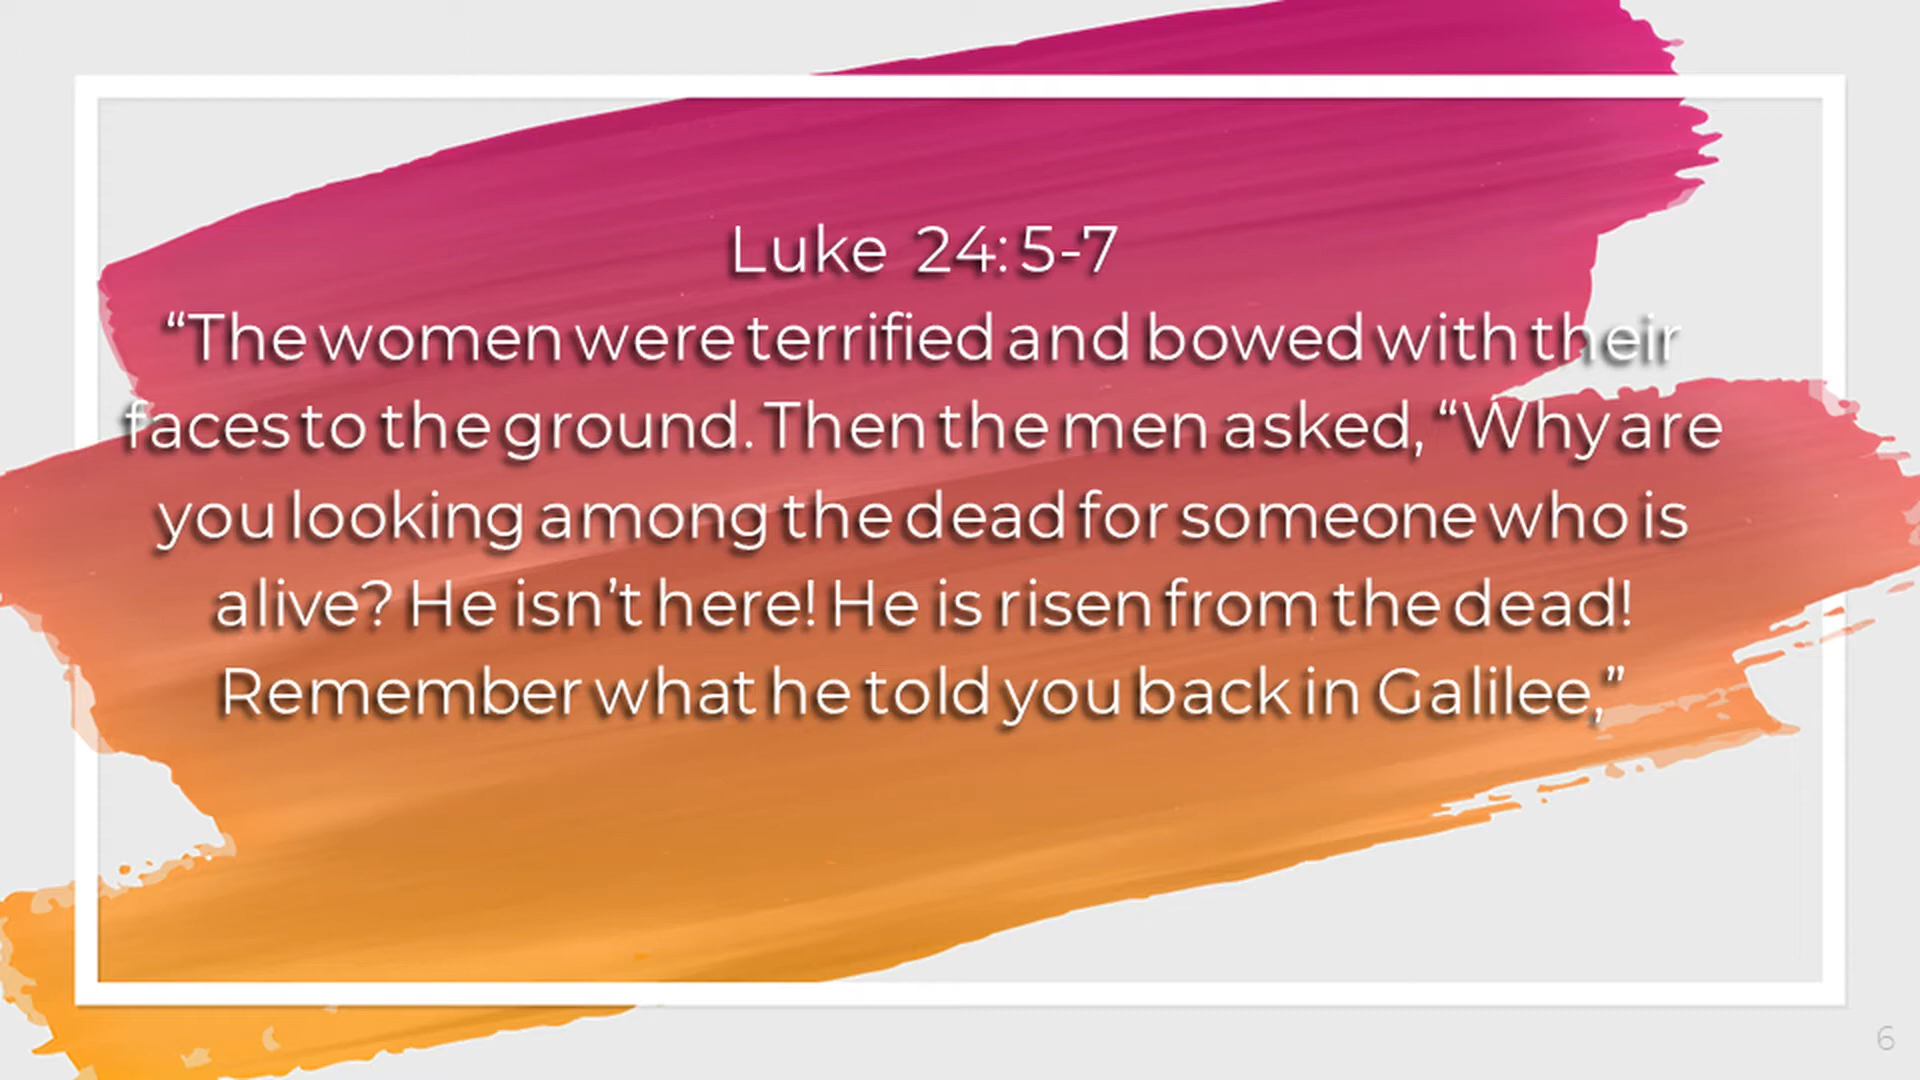 Luke 24:5-7
“The women were terrified and bowed with their
faces to the ground. Then the men asked, “Why are
you looking among the dead for someone who is
alive? He isn’t here! He is risen from the dead!
Remember what he told you back in Galilee,”
6